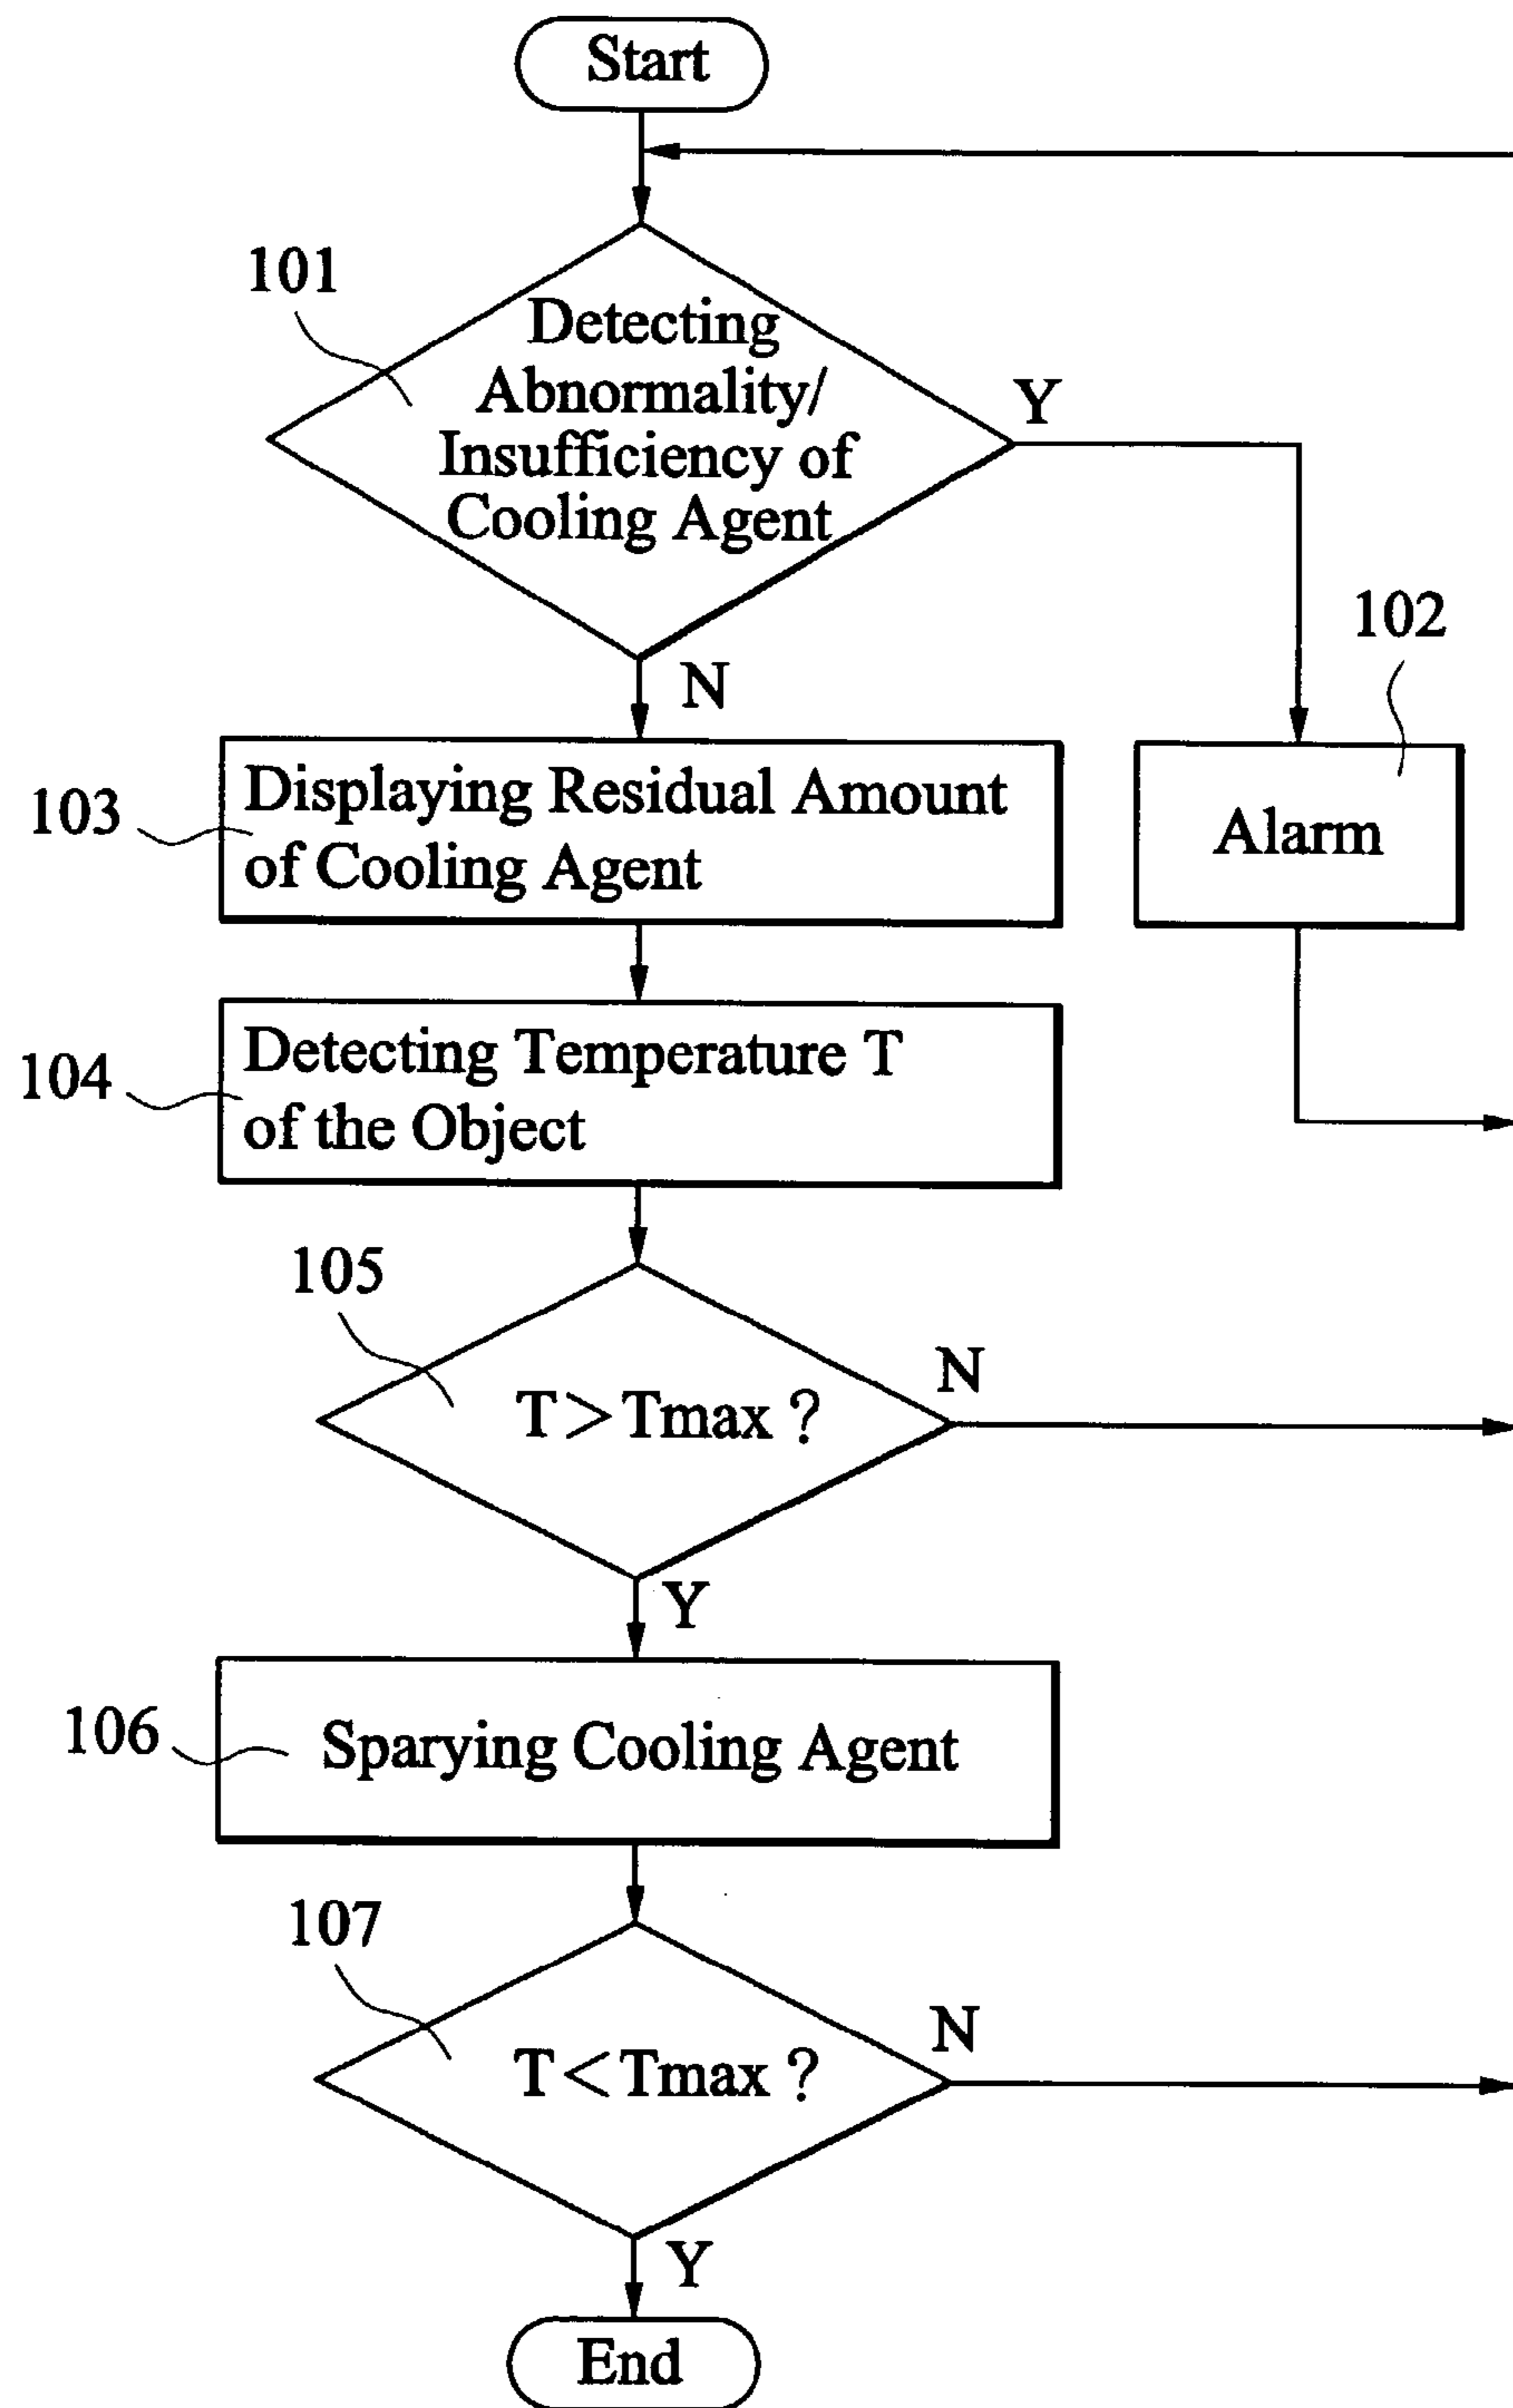 Start
101
Detecting
Abnormality/
Insufficiency of
Cooling Agent
Y
N
102
Alarm
103
Displaying Residual Amount
of Cooling Agent
104
Detecting Temperature T
of the Object
105
T>Tmax ?
N
Y
106
Sparying Cooling Agent
107
T<Tmax ?
N
Y
End